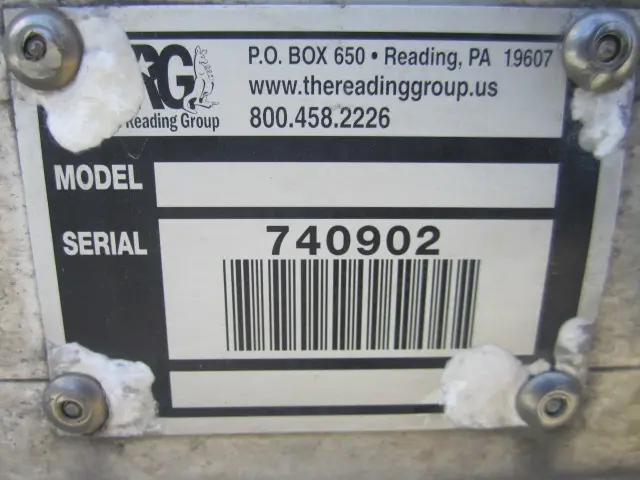 RG
P.O. BOX 650 • Reading, PA 19607
www.thereadinggroup.us
Reading Group 800.458.2226
MODEL
SERIAL 740902